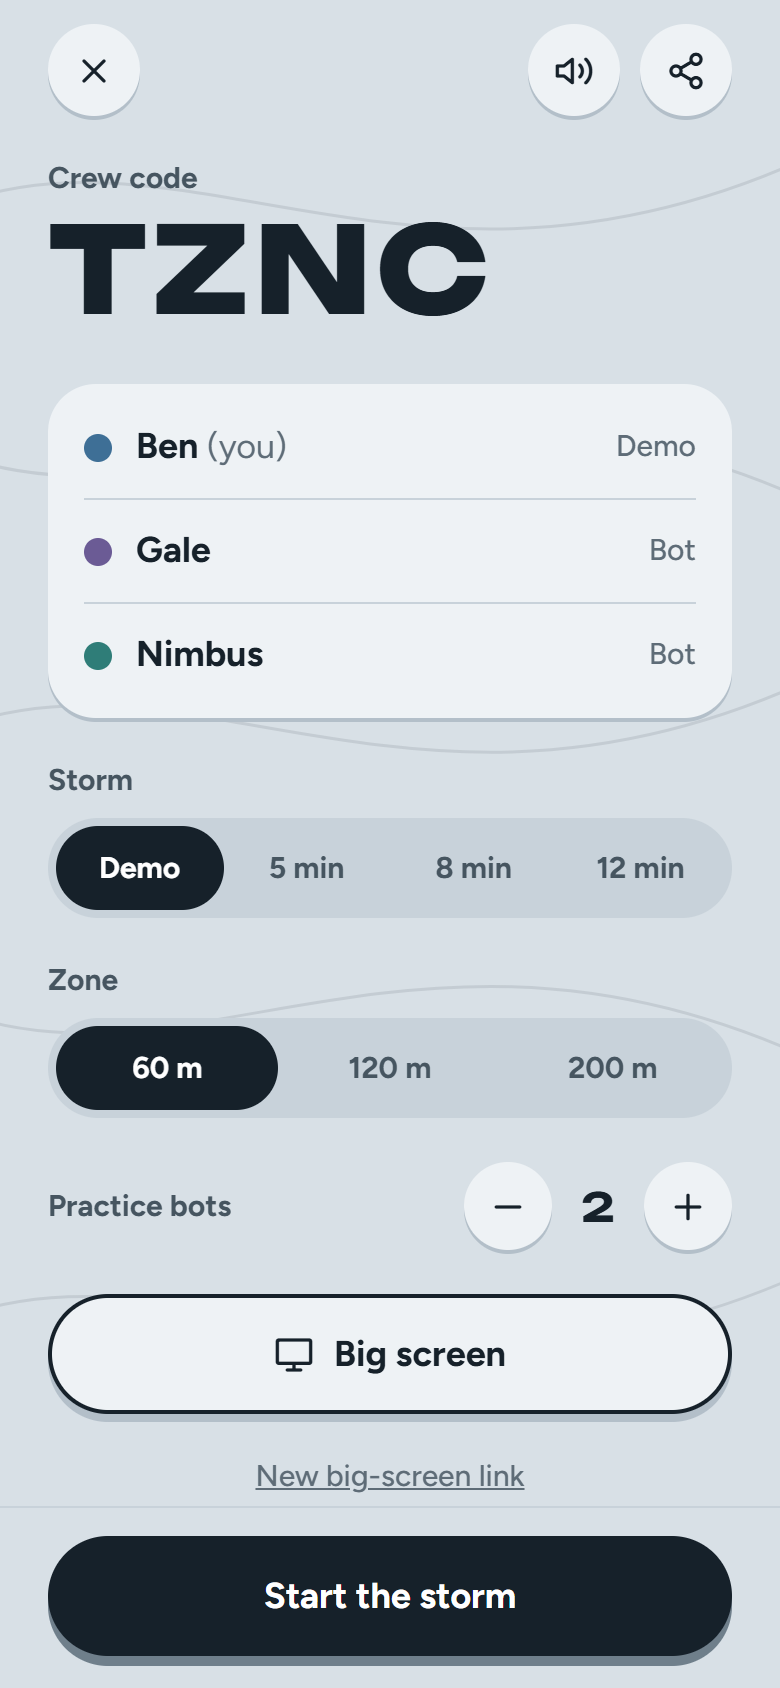 Crew code
TZNC
Ben (you) Demo
Gale Bot
Nimbus Bot
Storm
Demo 5 min 8 min 12 min
Zone
60 m 120 m 200 m
Practice bots 2
Big screen
New big-screen link
Start the storm